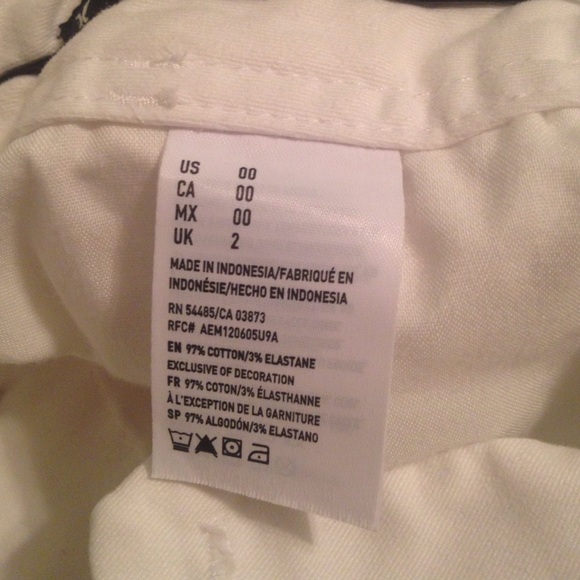 US 00
CA 00
MX 00
UK 2
MADE IN INDONESIA/FABRIQUÉ EN
INDONÉSIE/HECHO EN INDONESIA
RN 54485/CA 03873
RFC# AEM120605U9A
EN 97% COTTON/3% ELASTANE
EXCLUSIVE OF DECORATION
FR 97% COTON/3% ÉLASTHANNE
À L'EXCEPTION DE LA GARNITURE
SP 97% ALGODÓN/3% ELASTANO